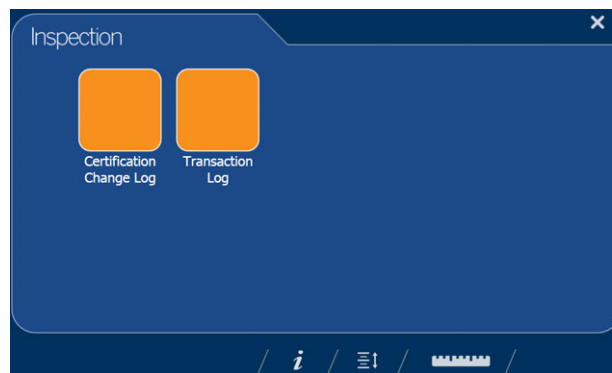 Inspection
Certification
Change Log
Transaction
Log
i